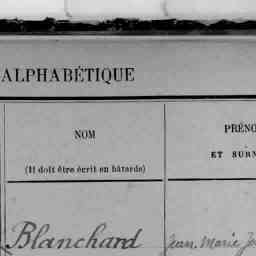 ALPHABÉTIQUE
NOM
PRÉNO
(Il doit être écrit en bâtarde)
ET SURN
Blanchard
Jean Marie